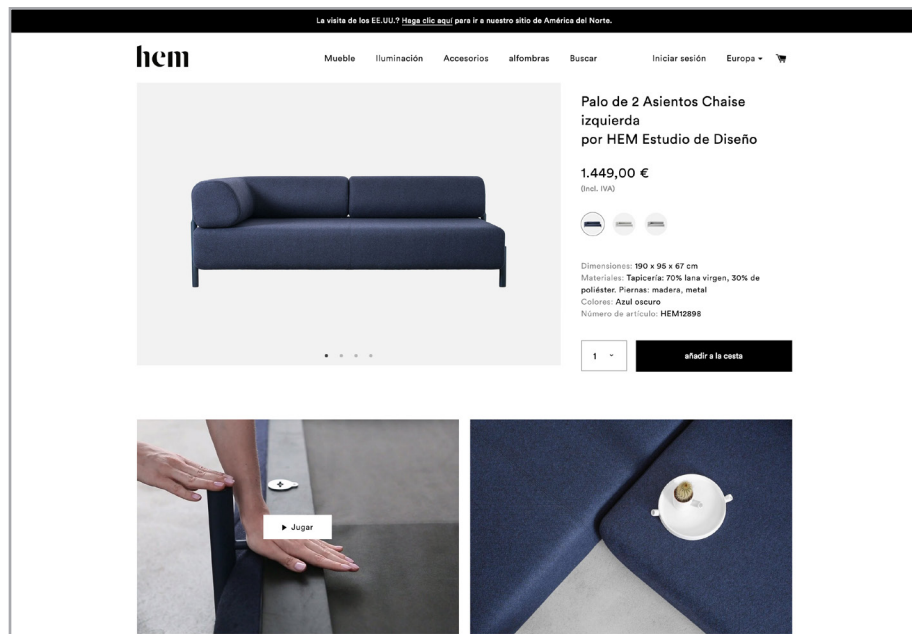 La visita de los EE.UU.? Haga clic aquí para ir a nuestro sitio de América del Norte.
hem
Mueble Iluminación Accesorios alfombras Buscar Iniciar sesión Europa
Palo de 2 Asientos Chaise
izquierda
por HEM Estudio de Diseño
1.449,00 €
(Incl. IVA)
Dimensiones: 190 x 95 x 67 cm
Materiales: Tapicería: 70% lana virgen, 30% de
poliéster. Piernas: madera, metal
Colores: Azul oscuro
Número de artículo: HEM12898
1 añadir a la cesta
Jugar